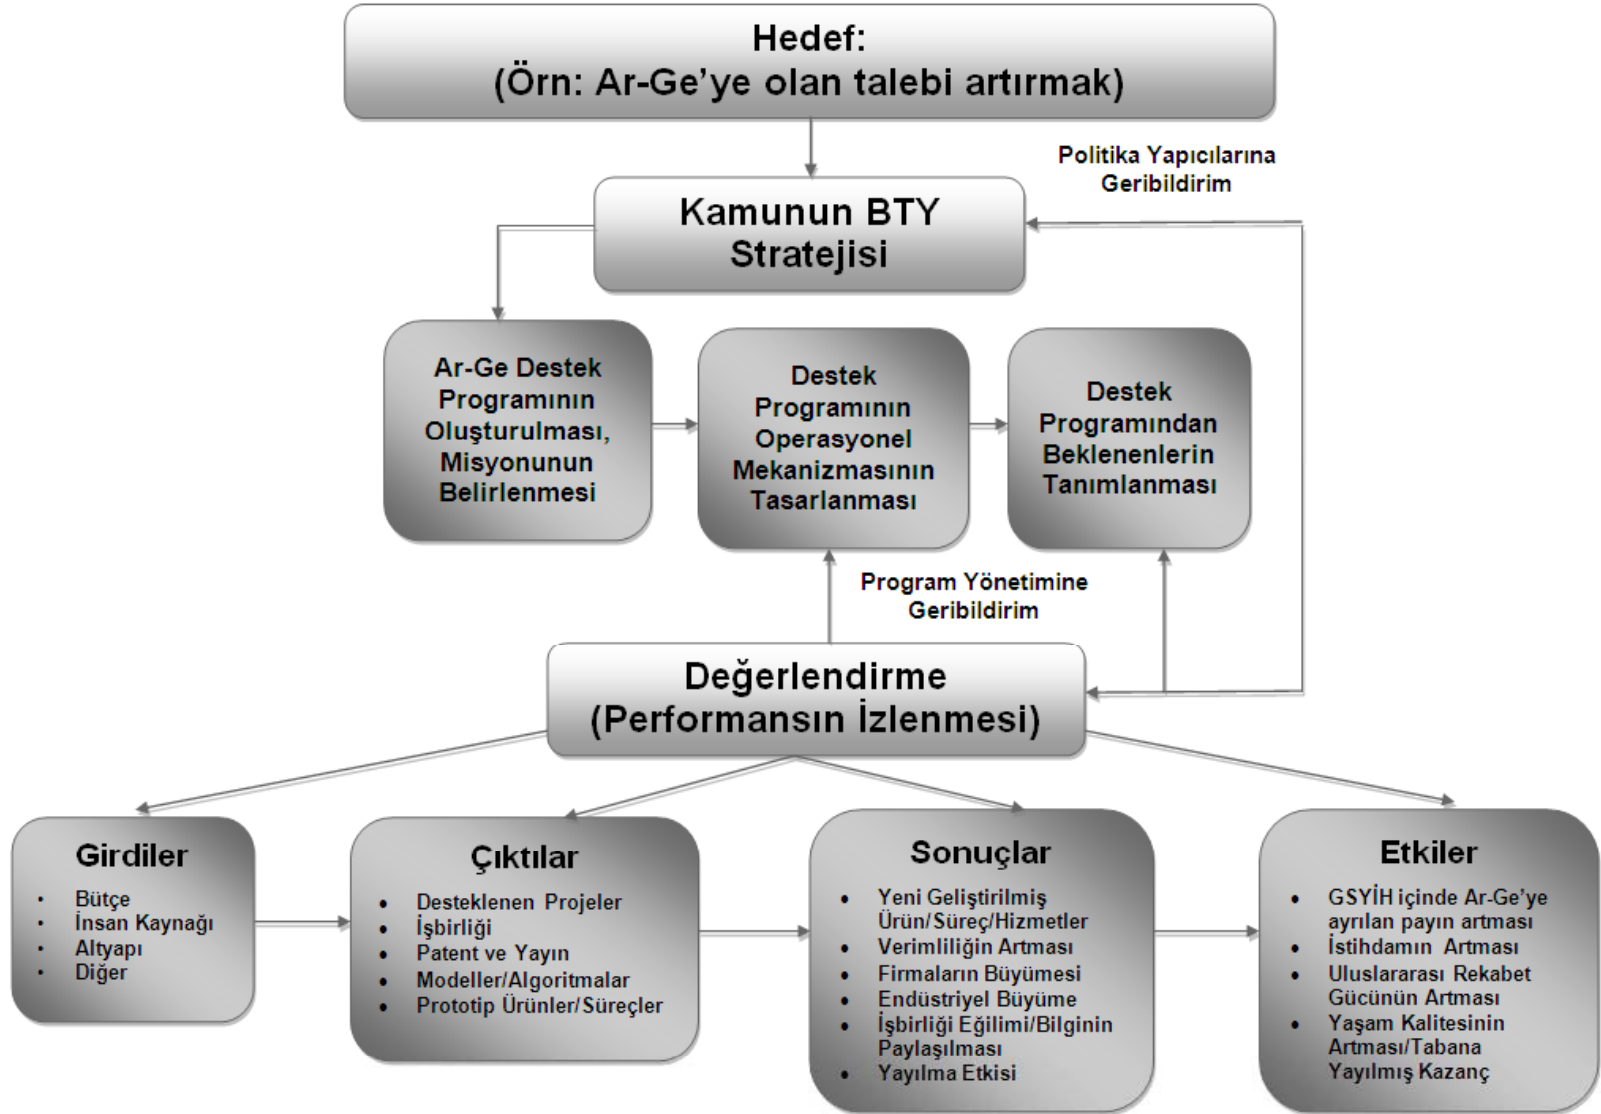 Hedef:
(Örn: Ar-Ge’ye olan talebi artırmak)
Politika Yapıcılarına
Geribildirim
Kamunun BTY
Stratejisi
Ar-Ge Destek
Programının
Oluşturulması,
Misyonunun
Belirlenmesi
Destek
Programının
Operasyonel
Mekanizmasının
Tasarlanması
Destek
Programından
Beklenenlerin
Tanımlanması
Program Yönetimine
Geribildirim
Değerlendirme
(Performansın İzlenmesi)
Girdiler
• Bütçe
• İnsan Kaynağı
• Altyapı
• Diğer
Çıktılar
• Desteklenen Projeler
• İşbirliği
• Patent ve Yayın
• Modeller/Algoritmalar
• Prototip Ürünler/Süreçler
Sonuçlar
• Yeni Geliştirilmiş
Ürün/Süreç/Hizmetler
• Verimliliğin Artması
• Firmaların Büyümesi
• Endüstriyel Büyüme
• İşbirliği Eğilimi/Bilginin
Paylaşılması
• Yayılma Etkisi
Etkiler
• GSYİH içinde Ar-Ge’ye
ayrılan payın artması
• İstihdamın Artması
• Uluslararası Rekabet
Gücünün Artması
• Yaşam Kalitesinin
Artması/Tabana
Yayılmış Kazanç